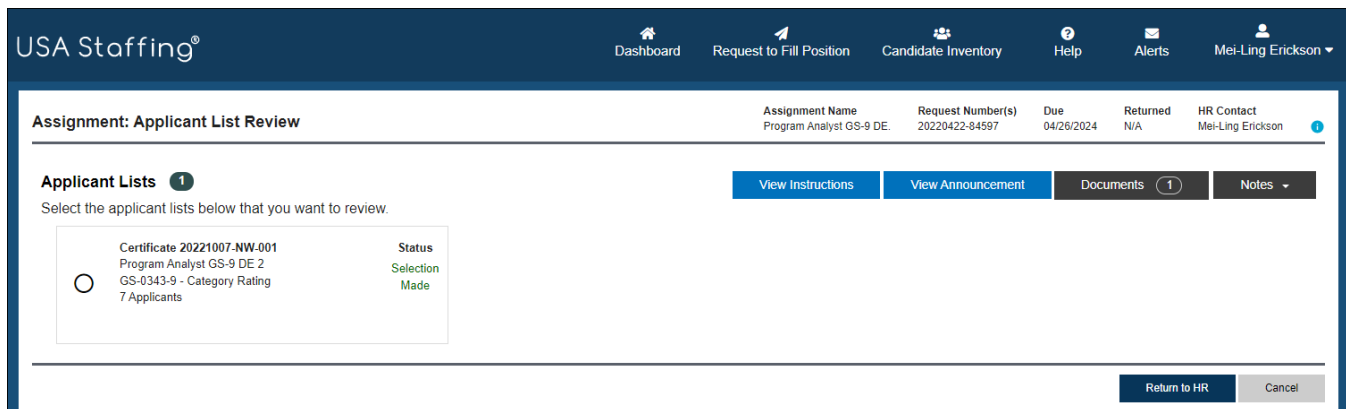 USA Staffing®
Dashboard
Request to Fill Position
Candidate Inventory
Help
Alerts
Mei-Ling Erickson
Assignment: Applicant List Review
Assignment Name
Program Analyst GS-9 DE.
Request Number(s)
20220422-84597
Due
04/26/2024
Returned
N/A
HR Contact
Mei-Ling Erickson
i
Applicant Lists 1
Select the applicant lists below that you want to review.
View Instructions
View Announcement
Documents 1
Notes
Certificate 20221007-NW-001
Program Analyst GS-9 DE 2
GS-0343-9 - Category Rating
7 Applicants
Status
Selection
Made
Return to HR
Cancel